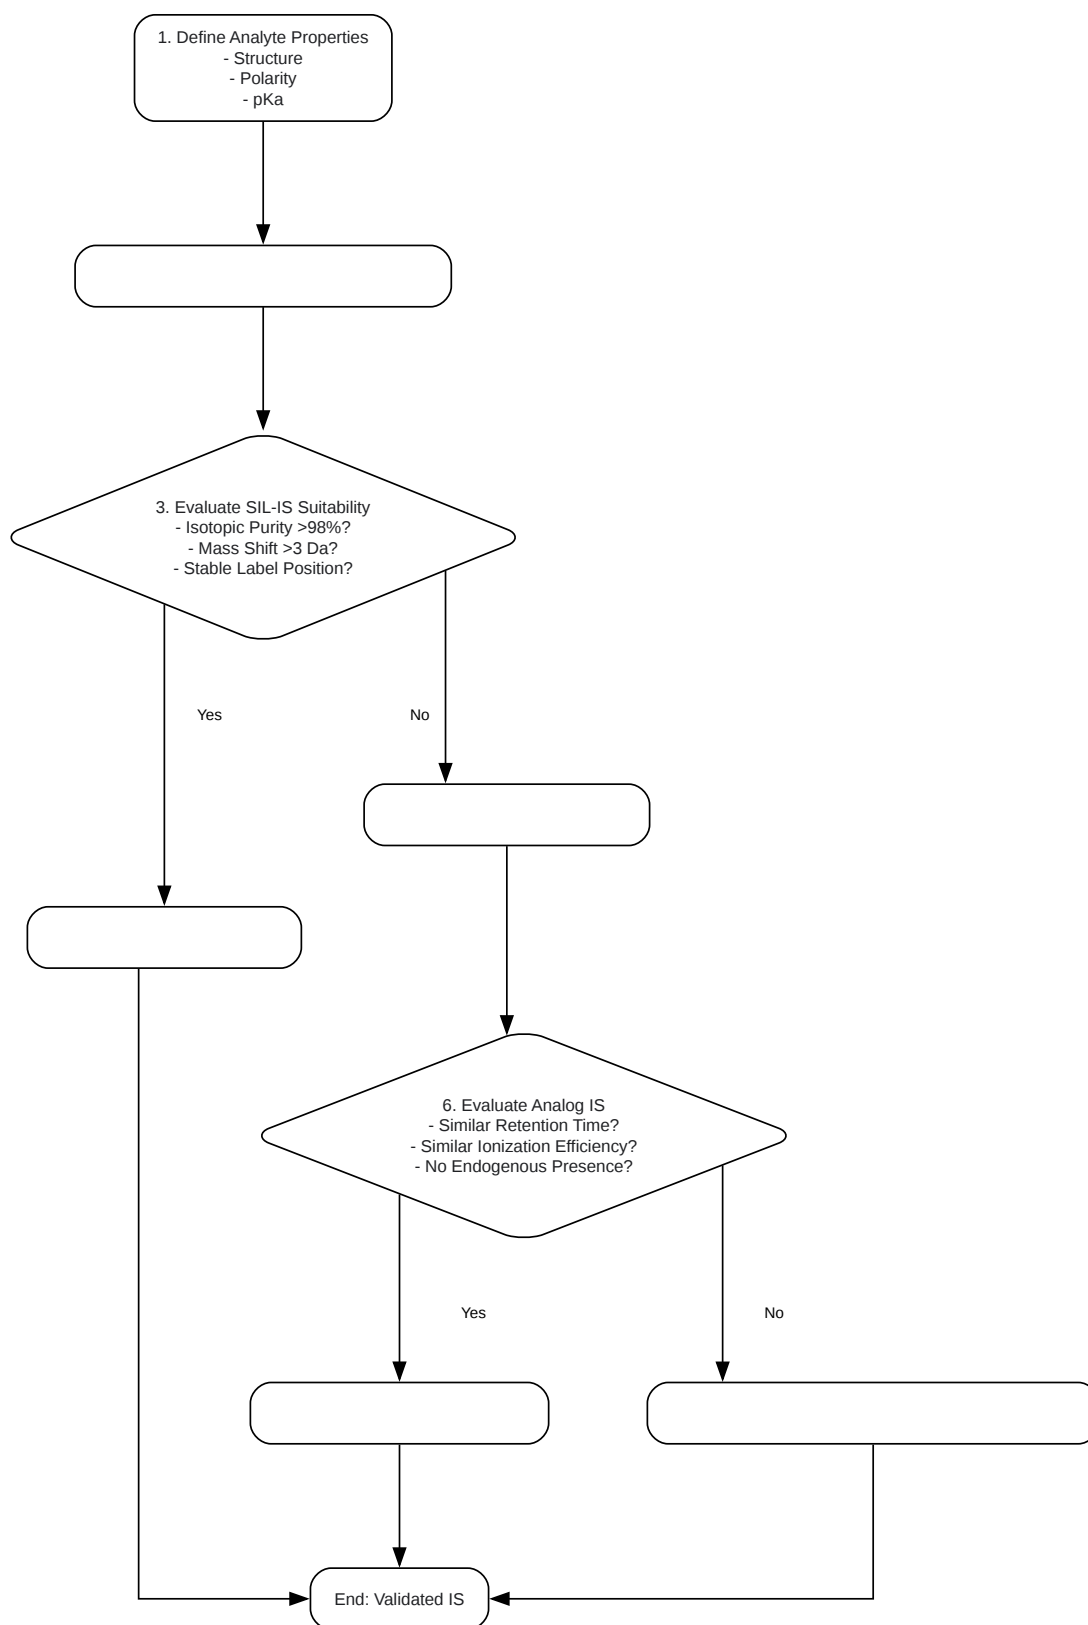 1. Define Analyte Properties
- Structure
- Polarity
- pKa
3. Evaluate SIL-IS Suitability
- Isotopic Purity >98%?
- Mass Shift >3 Da?
- Stable Label Position?
Yes
No
6. Evaluate Analog IS
- Similar Retention Time?
- Similar Ionization Efficiency?
- No Endogenous Presence?
Yes
No
End: Validated IS